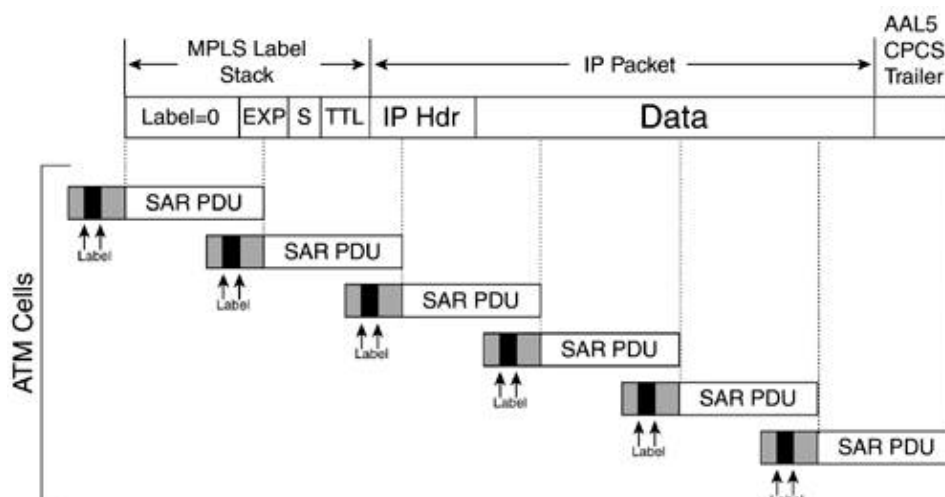 MPLS Label
Stack
IP Packet
AAL5
CPCS
Trailer
Label=0 EXP S TTL IP Hdr Data
SAR PDU
Label
SAR PDU
Label
SAR PDU
Label
SAR PDU
Label
SAR PDU
Label
SAR PDU
ATM Cells